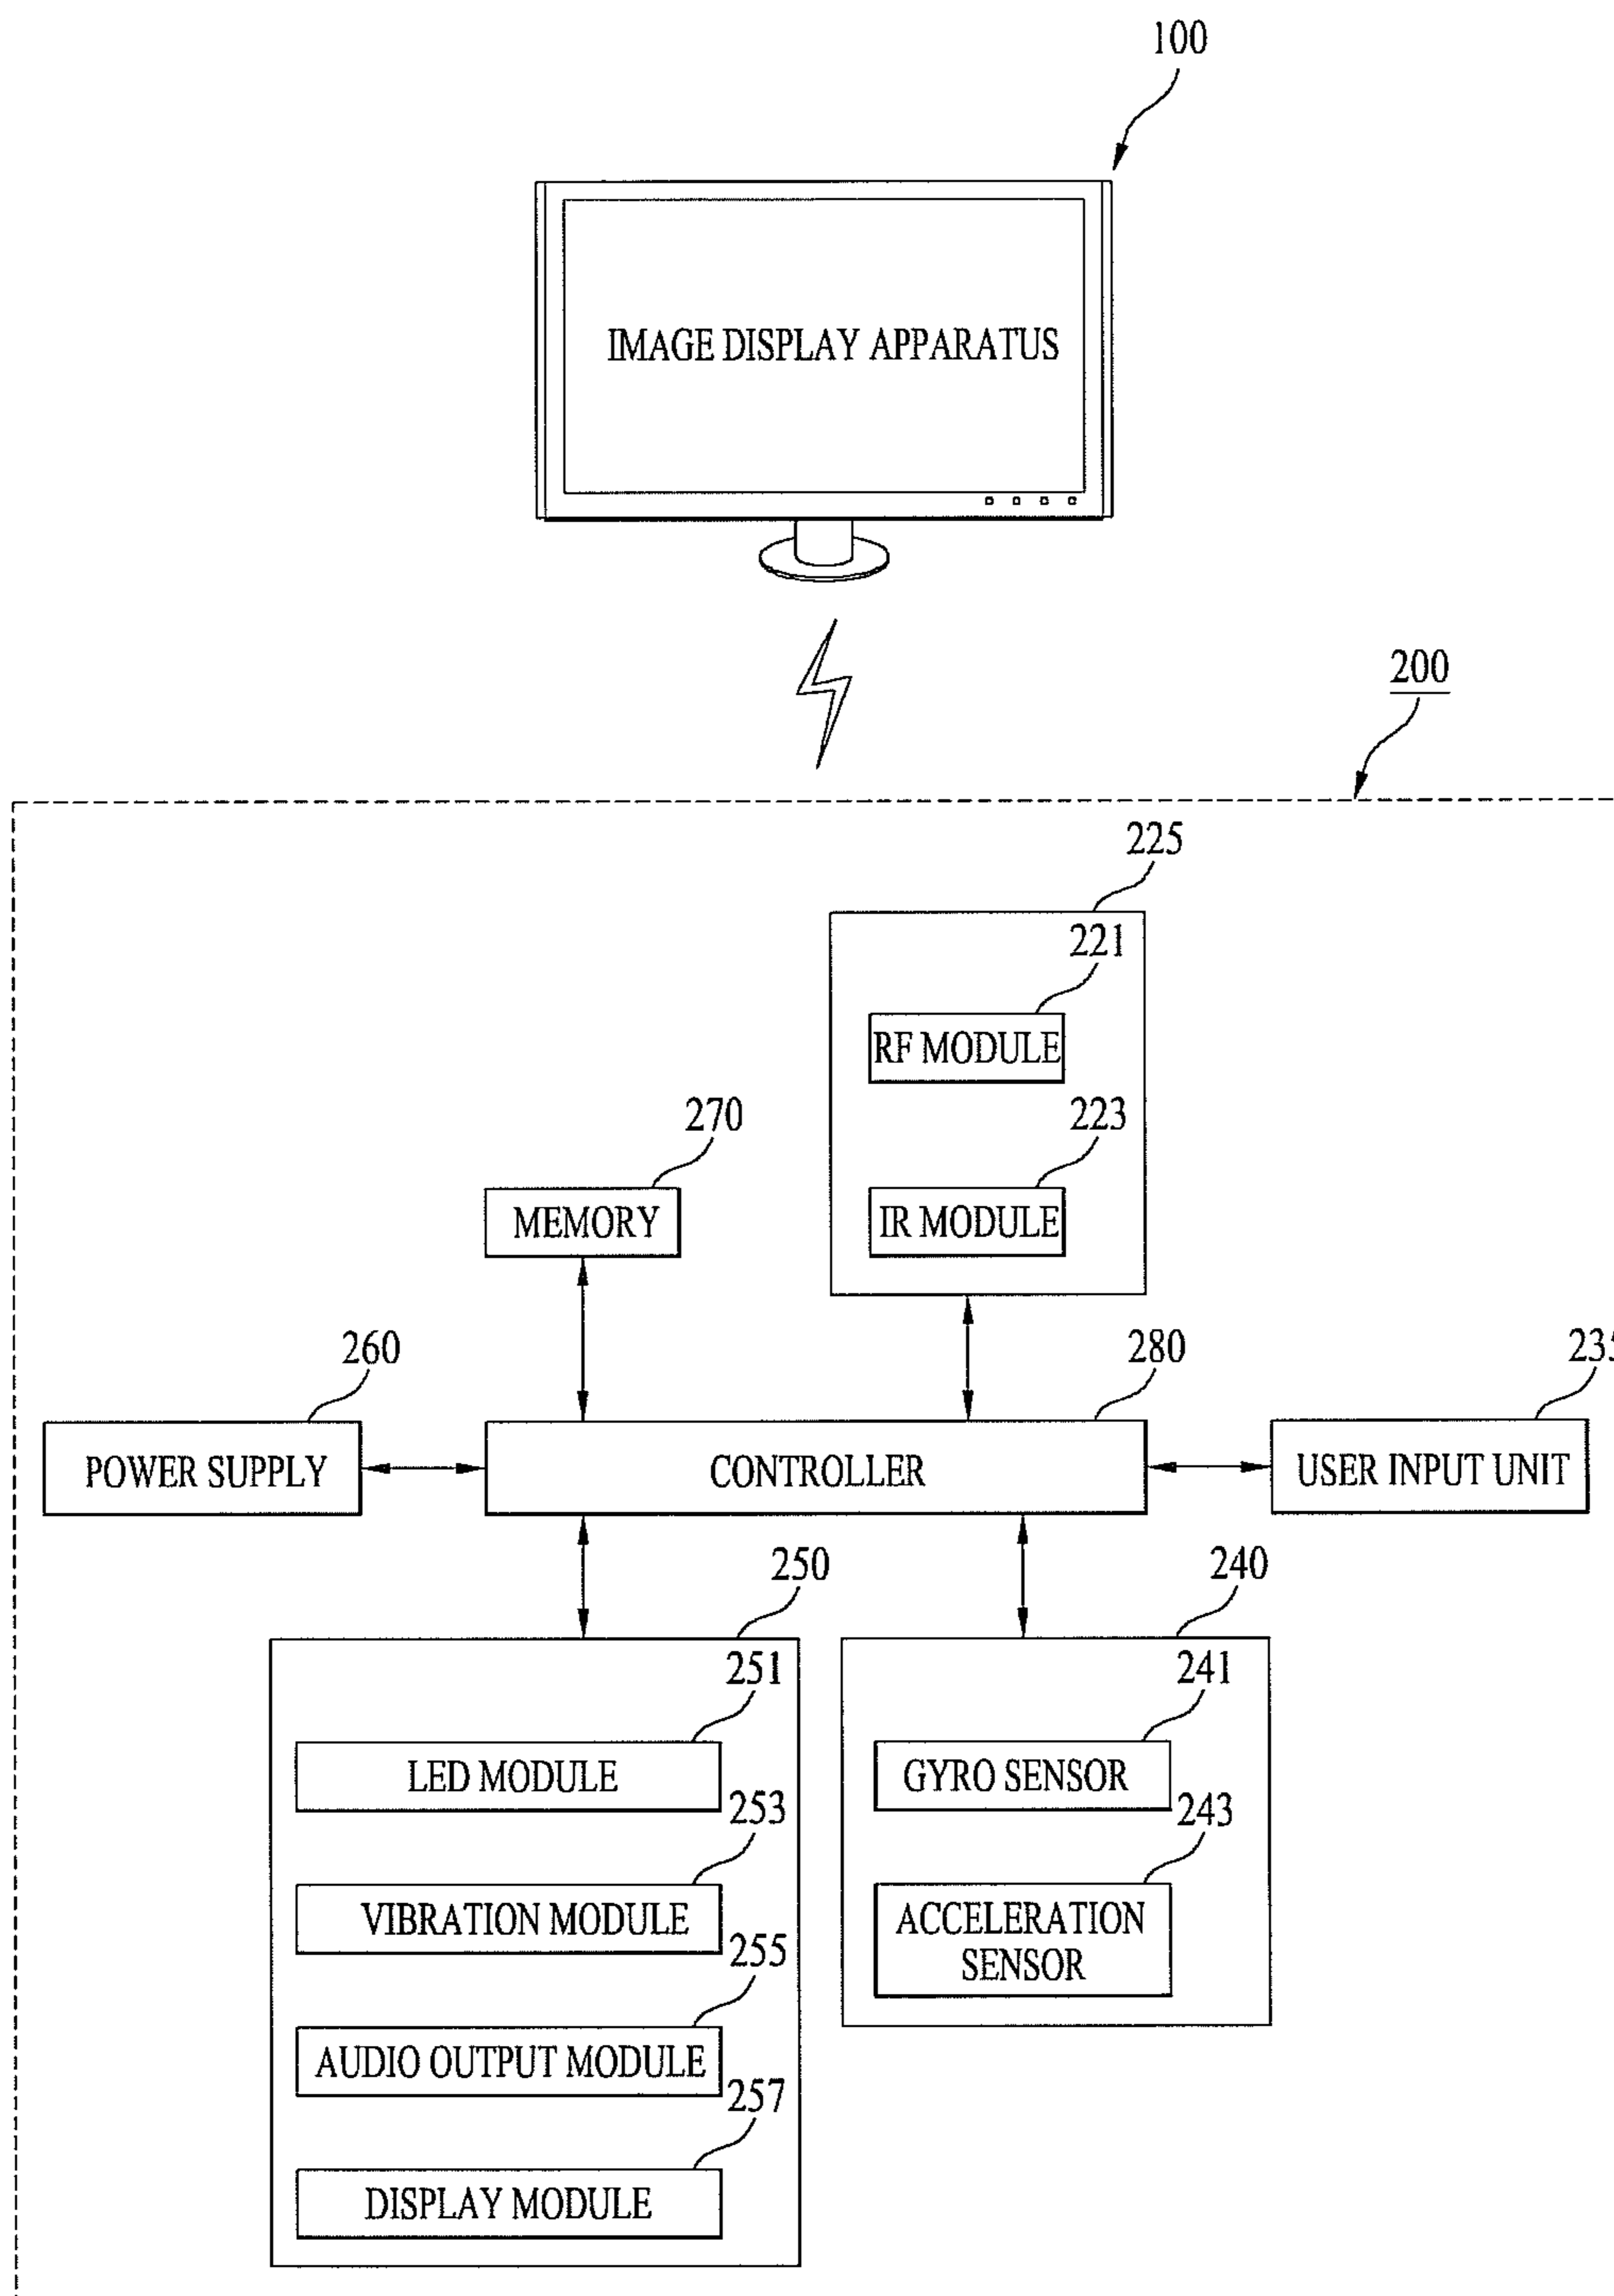 100
IMAGE DISPLAY APPARATUS
200
225
221
RF MODULE
270
223
MEMORY
IR MODULE
260
280
235
POWER SUPPLY
CONTROLLER
USER INPUT UNIT
250
240
251
241
LED MODULE
GYRO SENSOR
253
243
VIBRATION MODULE
ACCELERATION
SENSOR
255
AUDIO OUTPUT MODULE
257
DISPLAY MODULE